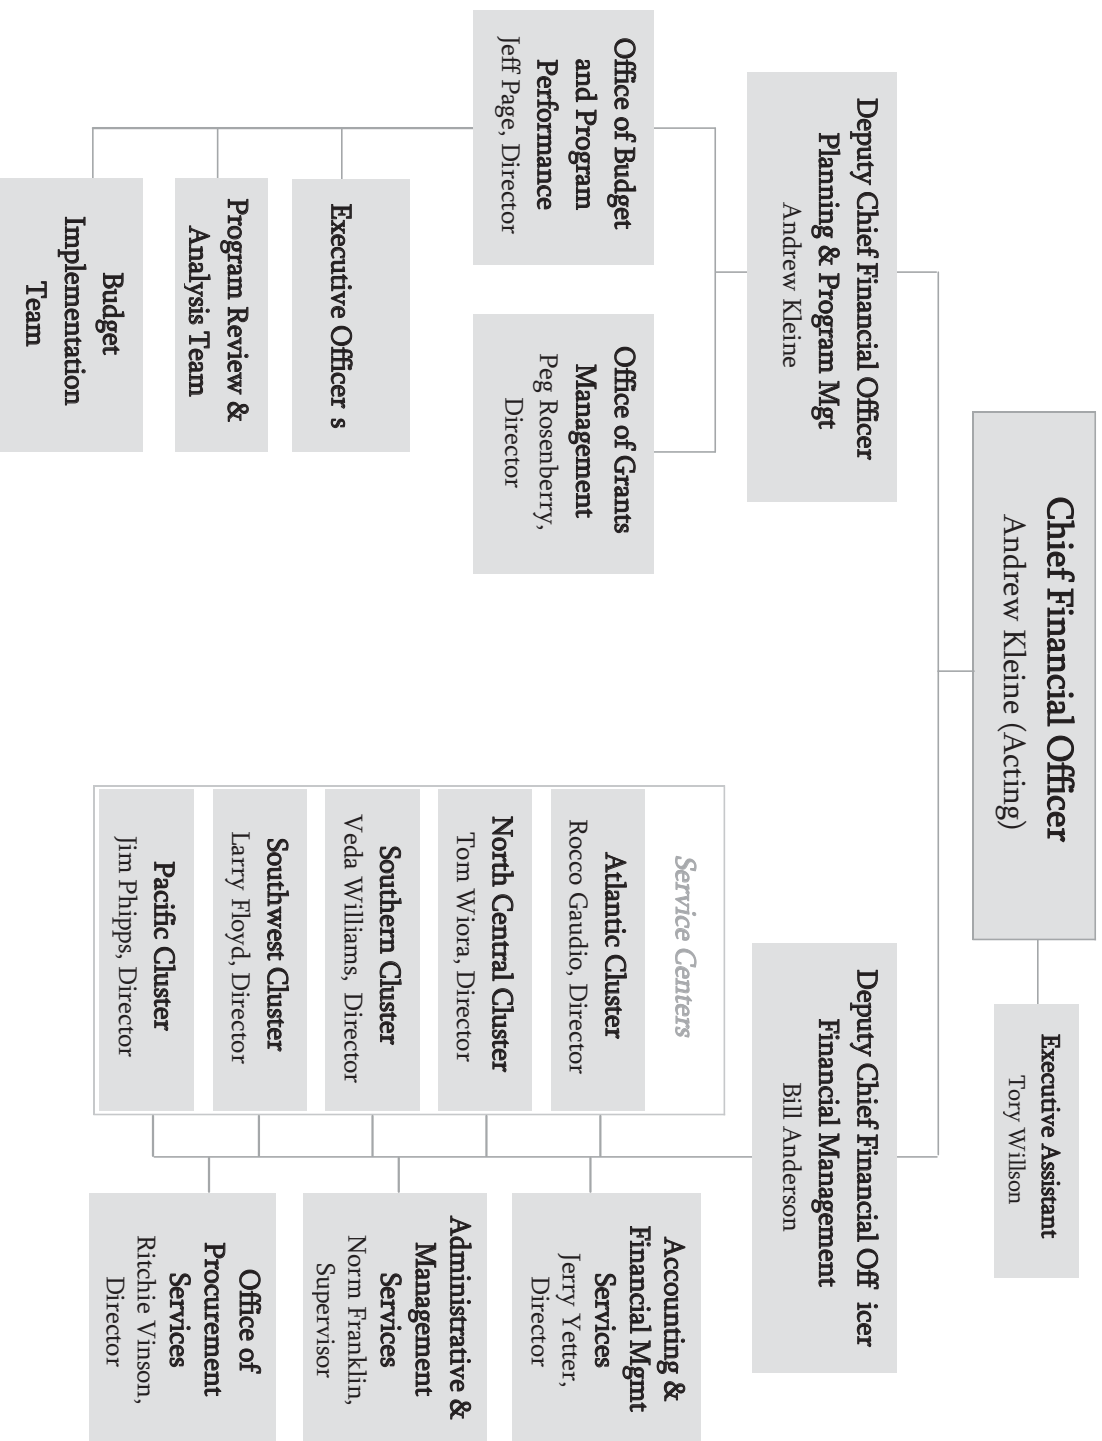 Chief Financial Officer
Andrew Kleine (Acting)
Executive Assistant
Tory Willson
Deputy Chief Financial Officer
Planning & Program Mgt
Andrew Kleine
Deputy Chief Financial Off icer
Financial Management
Bill Anderson
Office of Budget
and Program
Performance
Jeff Page, Director
Office of Grants
Management
Peg Rosenberry,
Director
Executive Officer s
Program Review &
Analysis Team
Budget
Implementation
Team
Service Centers
Atlantic Cluster
Rocco Gaudio, Director
North Central Cluster
Tom Wiora, Director
Southern Cluster
Veda Williams, Director
Southwest Cluster
Larry Floyd, Director
Pacific Cluster
Jim Phipps, Director
Accounting &
Financial Mgmt
Services
Jerry Yetter,
Director
Administrative &
Management
Services
Norm Franklin,
Supervisor
Office of
Procurement
Services
Ritchie Vinson,
Director